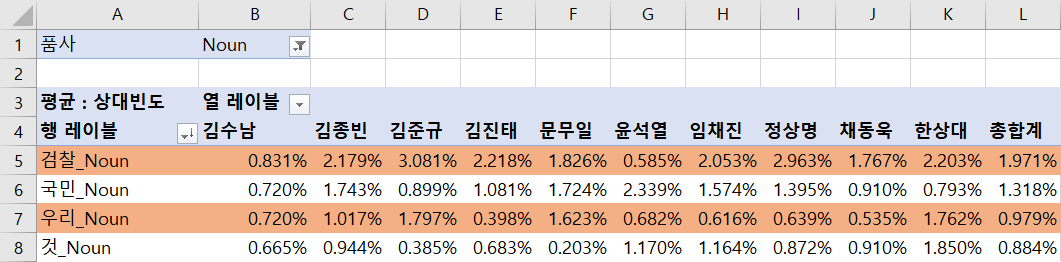 A B C D E F G H I J K L
1 품사 Noun
2
3 평균 : 상대빈도 열 레이블
4 행 레이블 김수남 김종빈 김준규 김진태 문무일 윤석열 임채진 정상명 채동욱 한상대 총합계
5 검찰_Noun 0.831% 2.179% 3.081% 2.218% 1.826% 0.585% 2.053% 2.963% 1.767% 2.203% 1.971%
6 국민_Noun 0.720% 1.743% 0.899% 1.081% 1.724% 2.339% 1.574% 1.395% 0.910% 0.793% 1.318%
7 우리_Noun 0.720% 1.017% 1.797% 0.398% 1.623% 0.682% 0.616% 0.639% 0.535% 1.762% 0.979%
8 것_Noun 0.665% 0.944% 0.385% 0.683% 0.203% 1.170% 1.164% 0.872% 0.910% 1.850% 0.884%